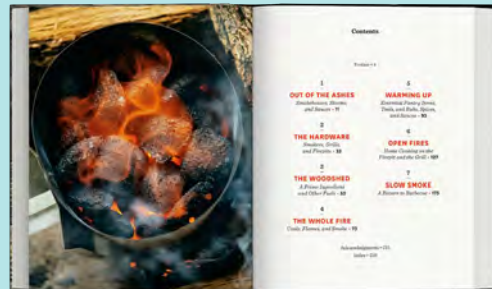 Contents
Preface •
1
OUT OF THE ASHES
Smokehouses, Stoves,
and Sauces •
2
THE HARDWARE
Smokers, Grills,
and Firepits •
3
THE WOODSHED
A Prime Ingredient
and Other Fuels •
4
THE WHOLE FIRE
Coals, Flames, and Smoke •
5
WARMING UP
Essential Pantry Items,
Tools, and Rubs, Spices,
and Sauces •
6
OPEN FIRES
Home Cooking on the
Firepit and the Grill •
7
SLOW SMOKE
A Return to Barbecue •
Acknowledgments •
Index •